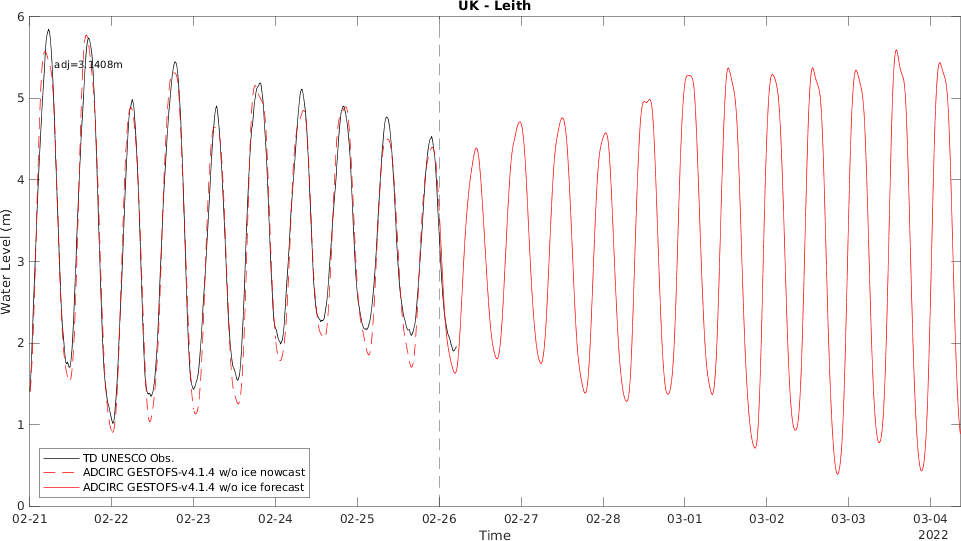 UK - Leith
6
5
4
3
2
1
0
Water Level (m)
adj=3.1408m
TD UNESCO Obs.
ADCIRC GESTOFS-v4.1.4 w/o ice nowcast
ADCIRC GESTOFS-v4.1.4 w/o ice forecast
02-21 02-22 02-23 02-24 02-25 02-26 02-27 02-28 03-01 03-02 03-03 03-04
Time
2022